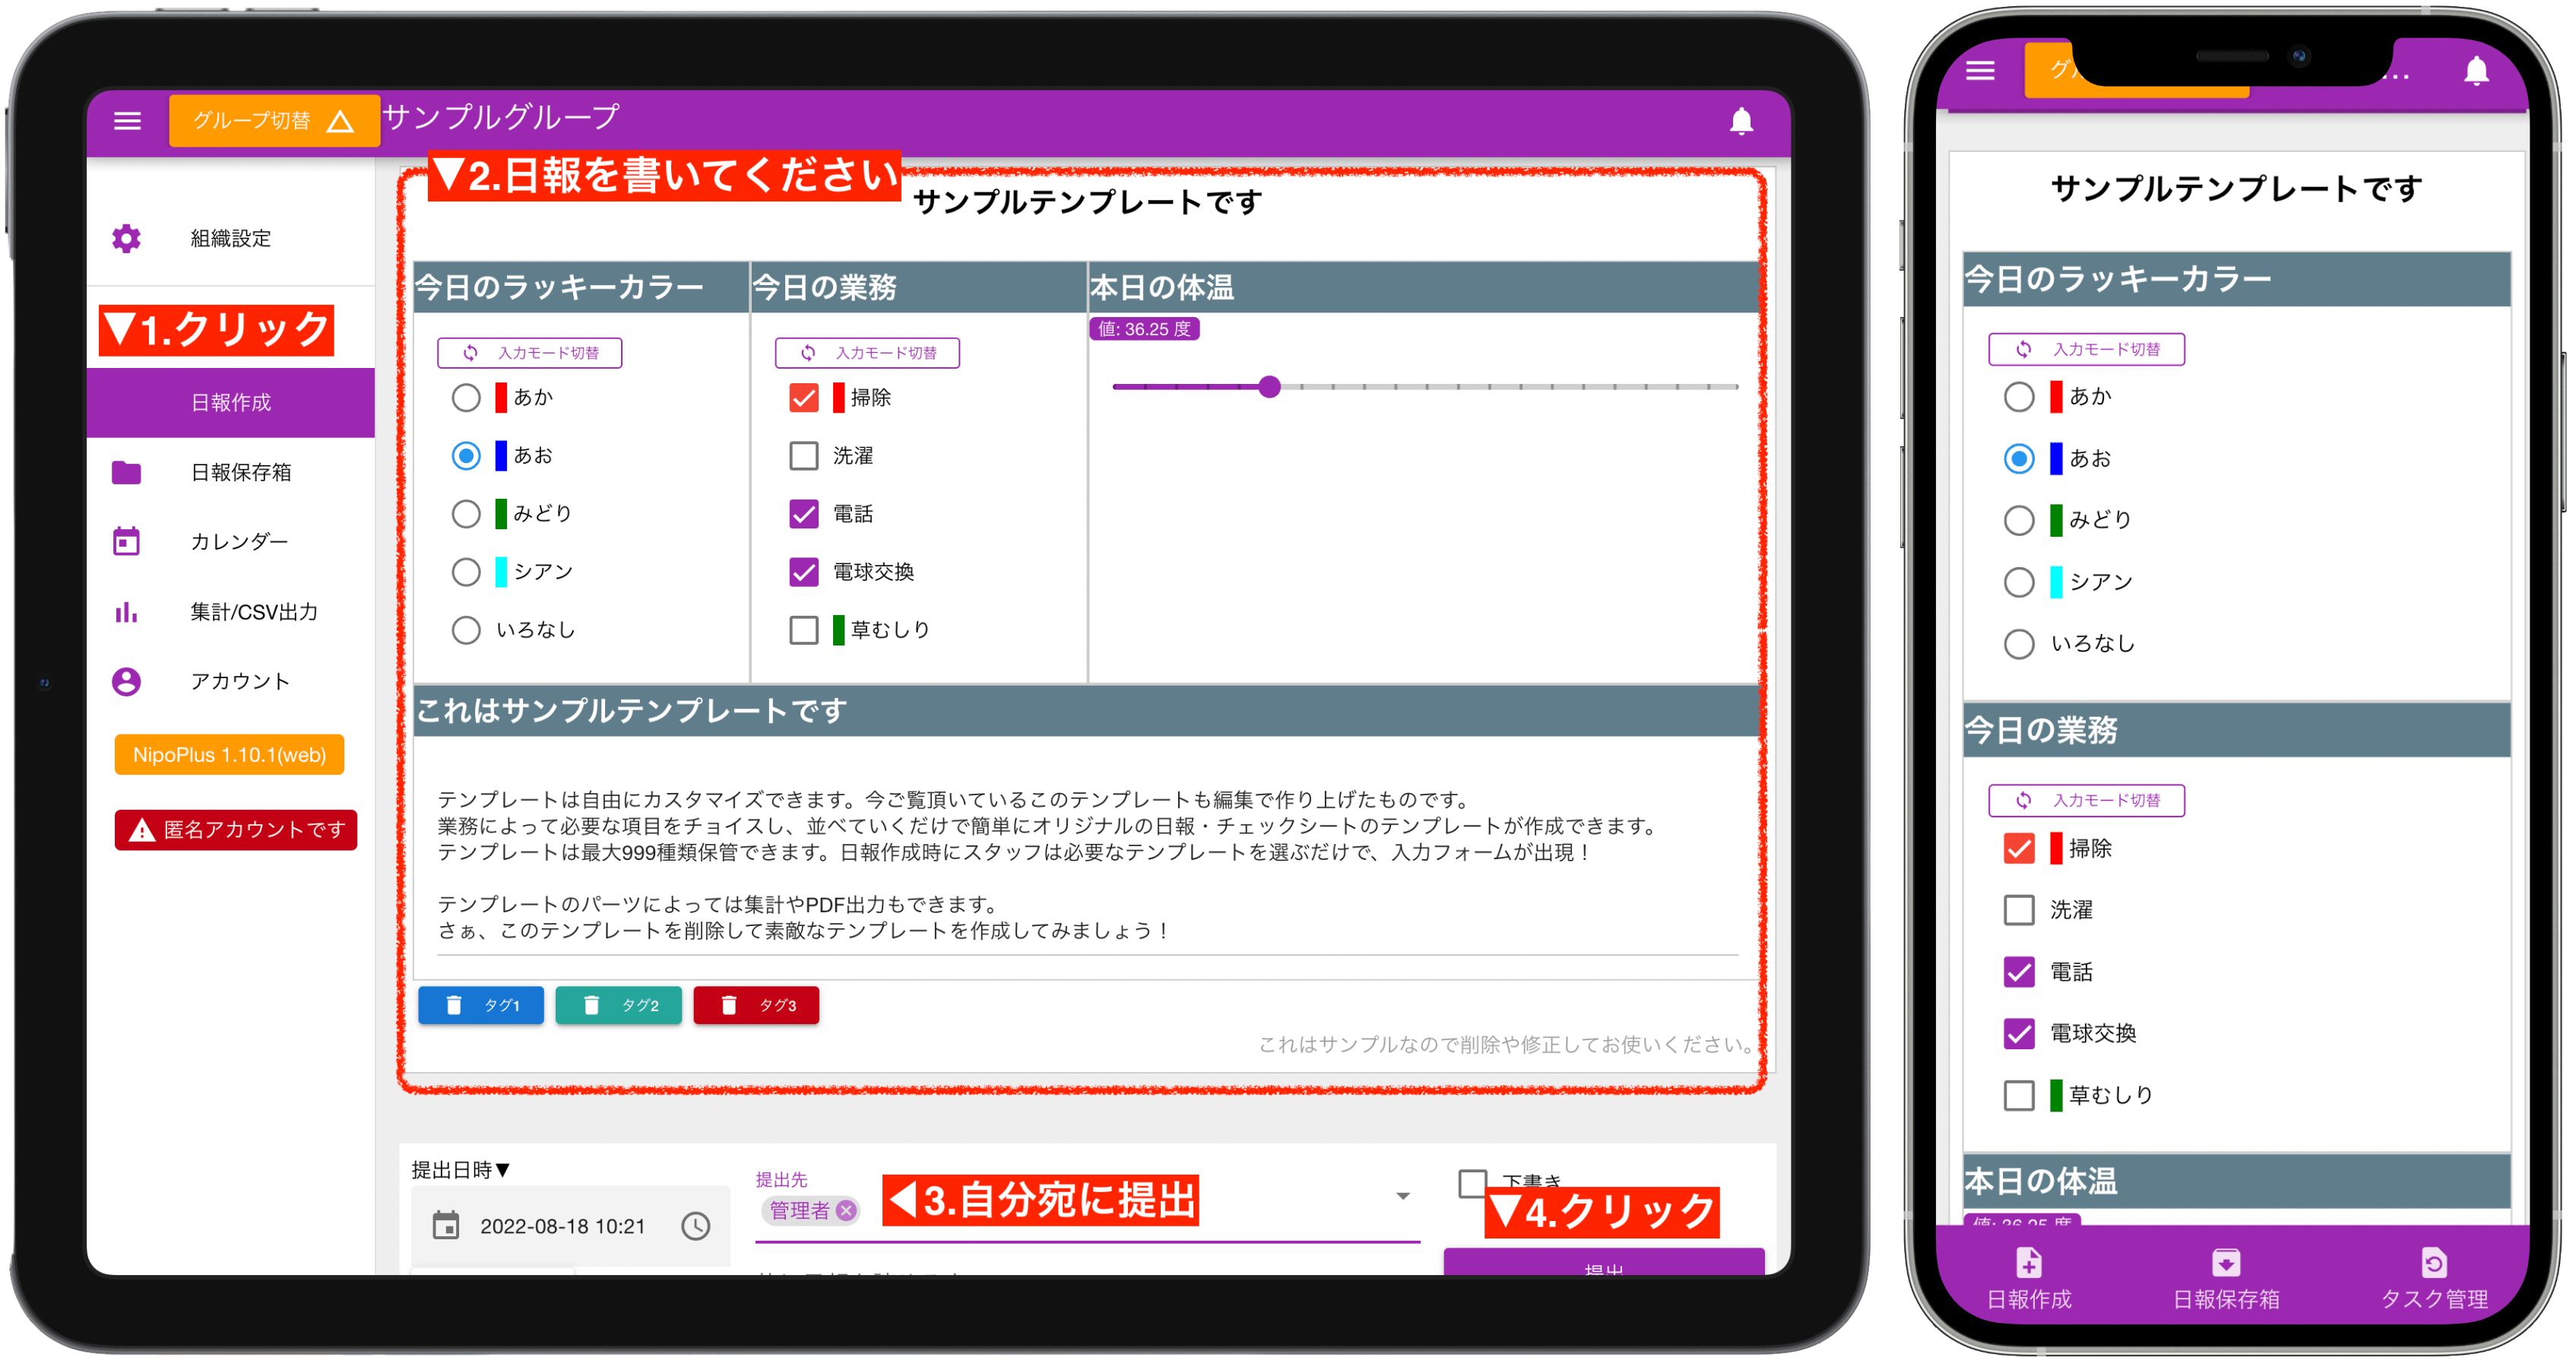 グループ切替
サンプルグループ
▼2.日報を書いてください
サンプルテンプレートです
組織設定
▼1.クリック
日報作成
日報保存箱
カレンダー
集計/CSV出力
アカウント
NipoPlus 1.10.1(web)
匿名アカウントです
今日のラッキーカラー
入力モード切替
あか
あお
みどり
シアン
いろなし
今日の業務
入力モード切替
掃除
洗濯
電話
電球交換
草むしり
本日の体温
値: 36.25 度
これはサンプルテンプレートです
テンプレートは自由にカスタマイズできます。今ご覧頂いているこのテンプレートも編集で作り上げたものです。
業務によって必要な項目をチョイスし、並べていくだけで簡単にオリジナルの日報・チェックシートのテンプレートが作成できます。
テンプレートは最大999種類保管できます。日報作成時にスタッフは必要なテンプレートを選ぶだけで、入力フォームが出現！
テンプレートのパーツによっては集計やPDF出力もできます。
さぁ、このテンプレートを削除して素敵なテンプレートを作成してみましょう！
タグ1
タグ2
タグ3
これはサンプルなので削除や修正してお使いください。
提出日時▼
2022-08-18 10:21
提出先
管理者
◀3.自分宛に提出
下書き
▼4.クリック
提出
サンプルテンプレートです
今日のラッキーカラー
入力モード切替
あか
あお
みどり
シアン
いろなし
今日の業務
入力モード切替
掃除
洗濯
電話
電球交換
草むしり
本日の体温
値: 36.25 度
日報作成
日報保存箱
タスク管理